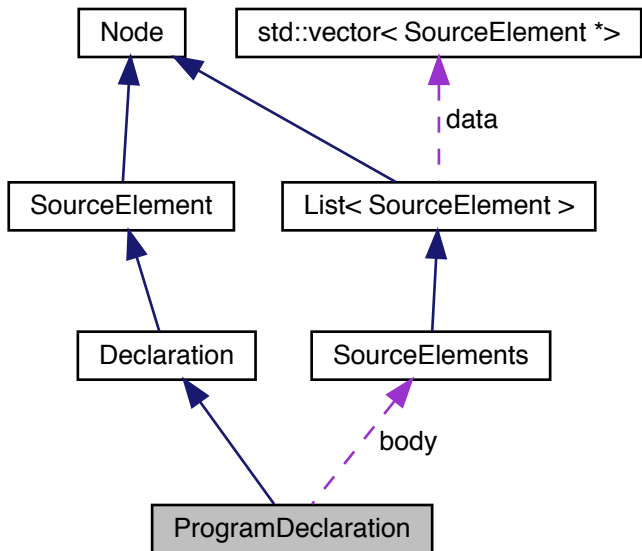 Node
std::vector< SourceElement *>
data
SourceElement
List< SourceElement >
Declaration
SourceElements
body
ProgramDeclaration